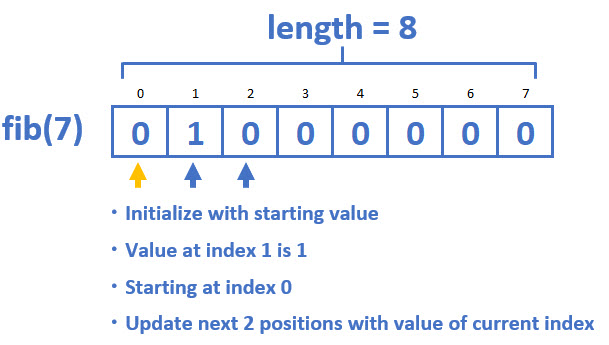 length = 8
0 1 2 3 4 5 6 7
fib(7) 0 1 0 0 0 0 0 0
• Initialize with starting value
• Value at index 1 is 1
• Starting at index 0
• Update next 2 positions with value of current index